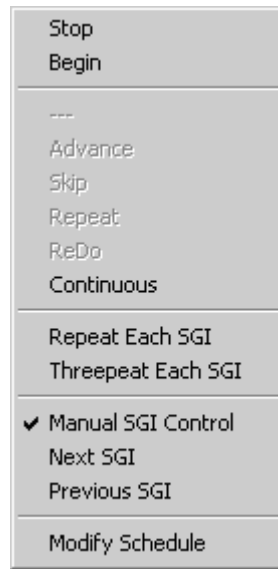 Stop
Begin
---
Advance
Skip
Repeat
ReDo
Continuous
Repeat Each SGI
Threepeat Each SGI
Manual SGI Control
Next SGI
Previous SGI
Modify Schedule